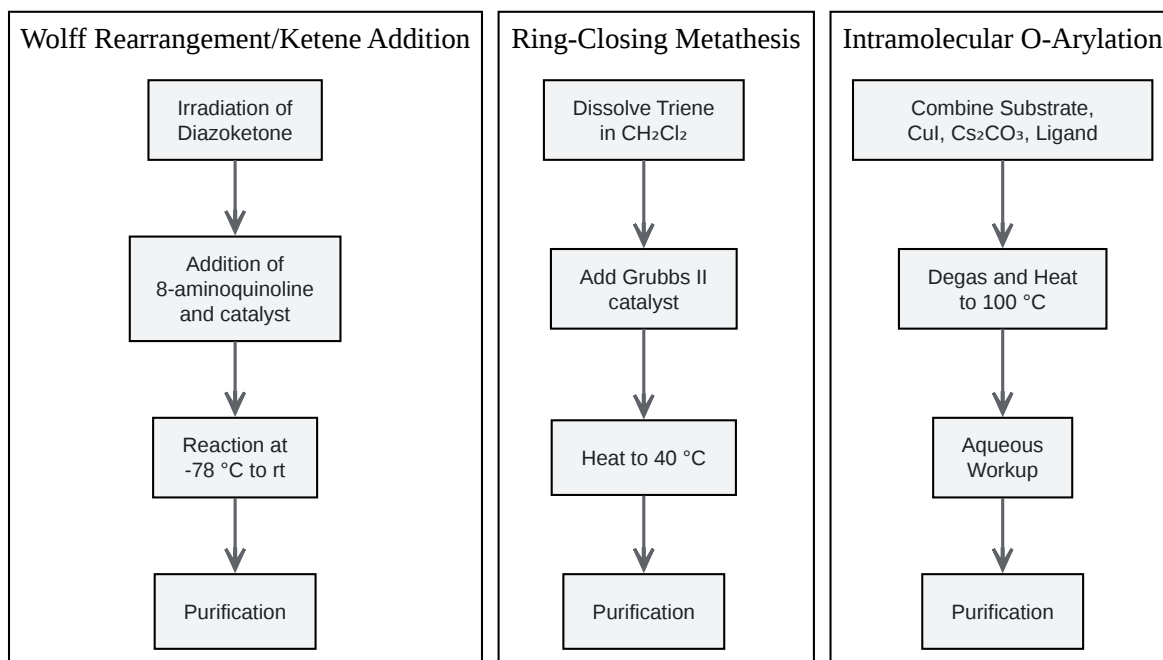 Wolff Rearrangement/Ketene Addition
Irradiation of
Diazoketone
Addition of
8-aminoquinoline
and catalyst
Reaction at
-78 °C to rt
Purification
Ring-Closing Metathesis
Dissolve Triene
in CH₂Cl₂
Add Grubbs II
catalyst
Heat to 40 °C
Purification
Intramolecular O-Arylation
Combine Substrate,
CuI, Cs₂CO₃, Ligand
Degas and Heat
to 100 °C
Aqueous
Workup
Purification